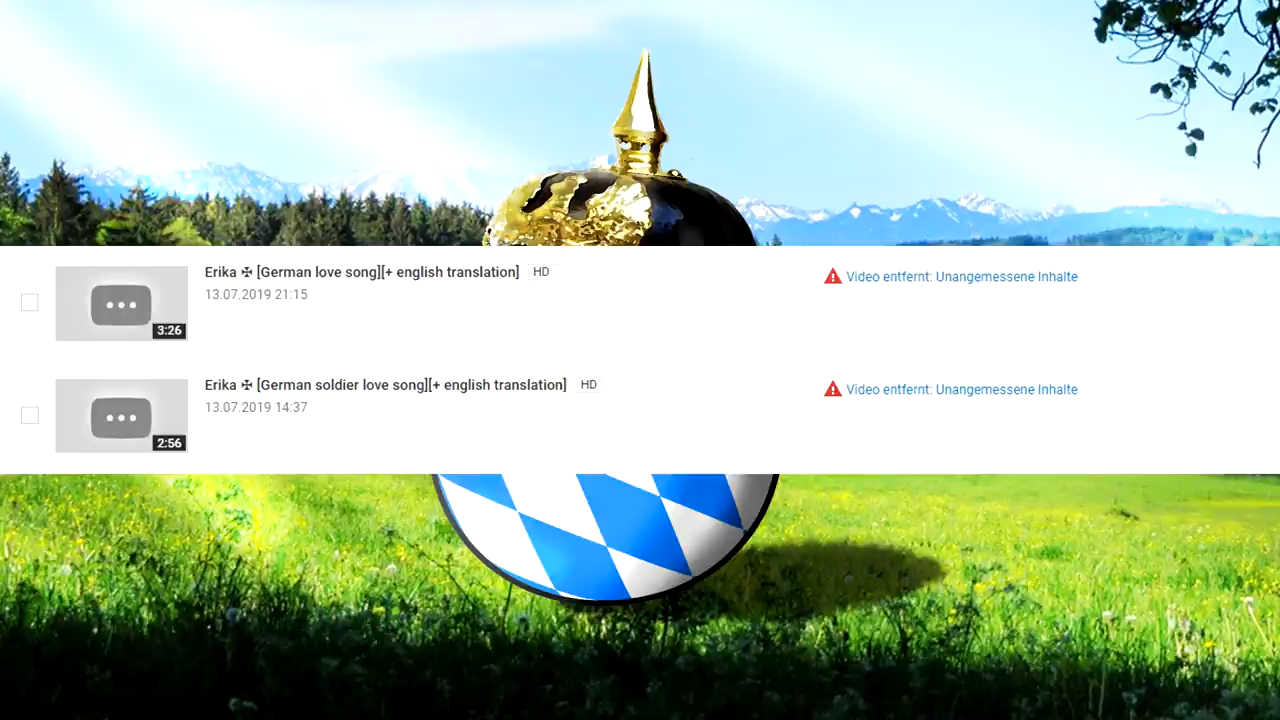 Erika ✠ [German love song][+ english translation] HD
13.07.2019 21:15
3:26
Video entfernt: Unangemessene Inhalte
Erika ✠ [German soldier love song][+ english translation] HD
13.07.2019 14:37
2:56
Video entfernt: Unangemessene Inhalte